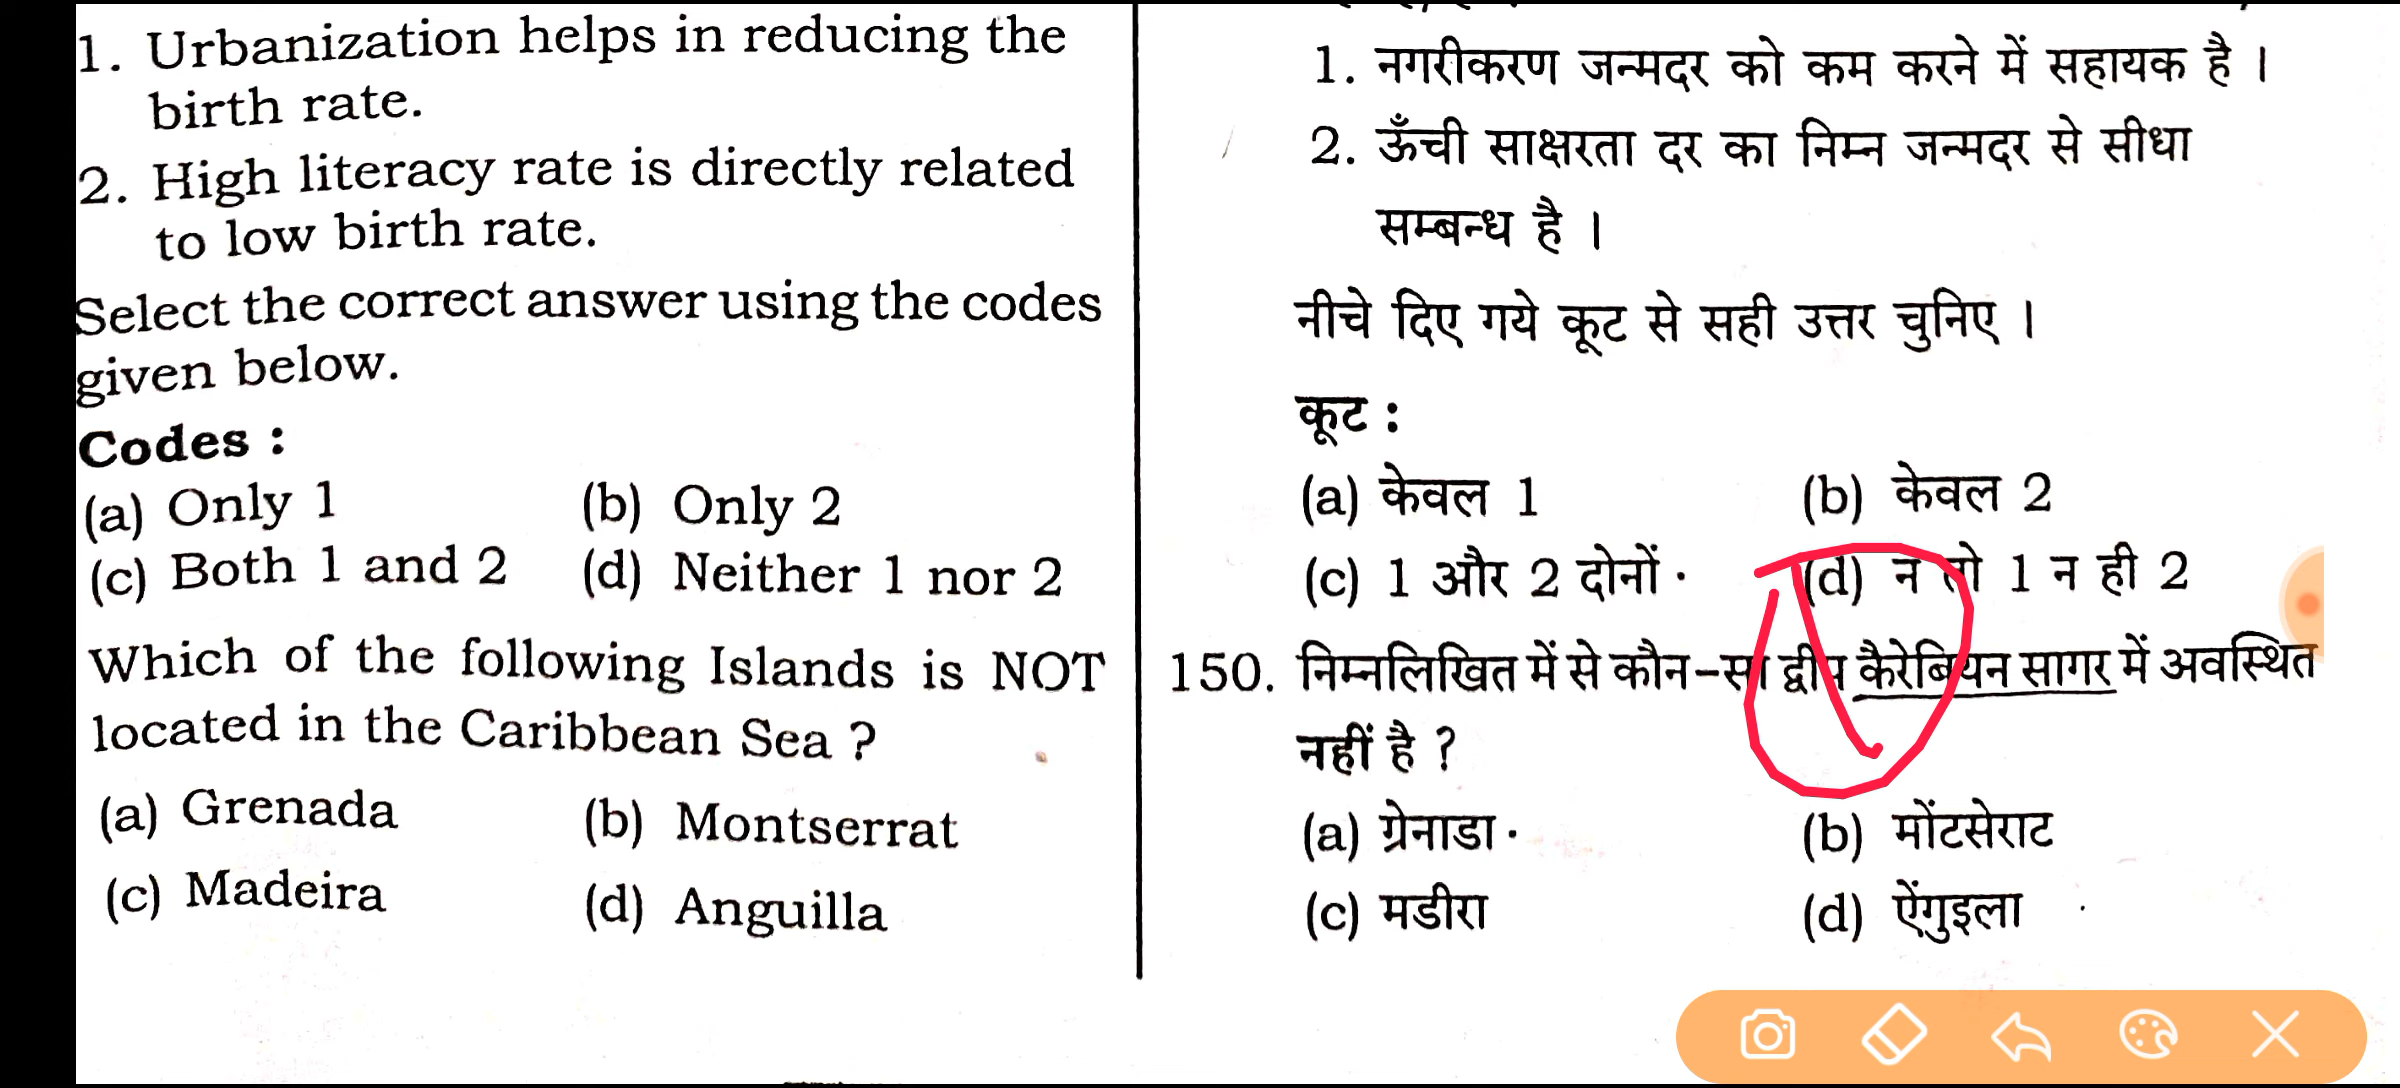 1. Urbanization helps in reducing the
birth rate.
2. High literacy rate is directly related
to low birth rate.
Select the correct answer using the codes
given below.
Codes :
(a) Only 1 (b) Only 2
(c) Both 1 and 2 (d) Neither 1 nor 2
Which of the following Islands is NOT
located in the Caribbean Sea ?
(a) Grenada (b) Montserrat
(c) Madeira (d) Anguilla
1. नगरीकरण जन्मदर को कम करने में सहायक है ।
2. ऊँची साक्षरता दर का निम्न जन्मदर से सीधा
सम्बन्ध है ।
नीचे दिए गये कूट से सही उत्तर चुनिए ।
कूट :
(a) केवल 1 (b) केवल 2
(c) 1 और 2 दोनों (d) न तो 1 न ही 2
150. निम्नलिखित में से कौन-सा द्वीप कैरेबियन सागर में अवस्थित
नहीं है ?
(a) ग्रेनाडा (b) मोंटसेराट
(c) मडीरा (d) ऐंगुइला